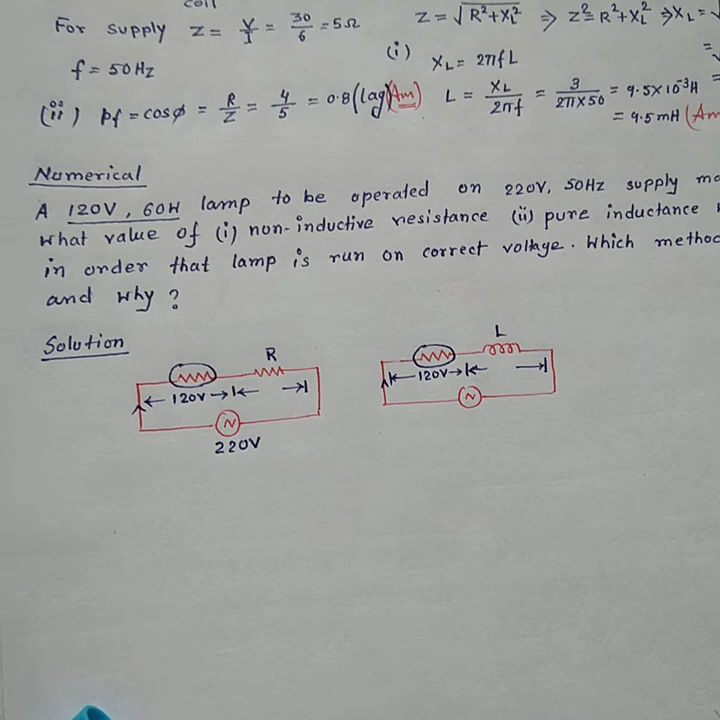 coil
For supply Z = V/I = 30/6 = 5Ω
Z = √R²+X_L² ⇒ Z² = R²+X_L² ⇒ X_L = √
f = 50Hz
(i) X_L = 2πfL
(ii) pf = cosφ = R/Z = 4/5 = 0.8 (lag) (Am)
L = X_L/2πf = 3/2π×50 = 9.5×10⁻³H
= 9.5mH (Am
Numerical
A 120V, 60W lamp to be operated on 220V, 50Hz supply
What value of (i) non-inductive resistance (ii) pure inductance
in order that lamp is run on correct voltage. Which
and why ?
Solution
R
← 120V → ← →
220V
L
← 120V → ← →